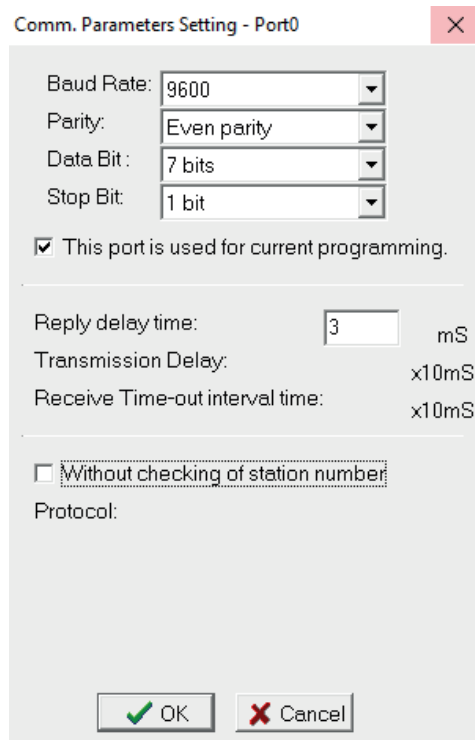 Comm. Parameters Setting - Port0
Baud Rate: 9600
Parity: Even parity
Data Bit : 7 bits
Stop Bit: 1 bit
This port is used for current programming.
Reply delay time: 3 mS
Transmission Delay: x10mS
Receive Time-out interval time: x10mS
Without checking of station number
Protocol:
OK Cancel